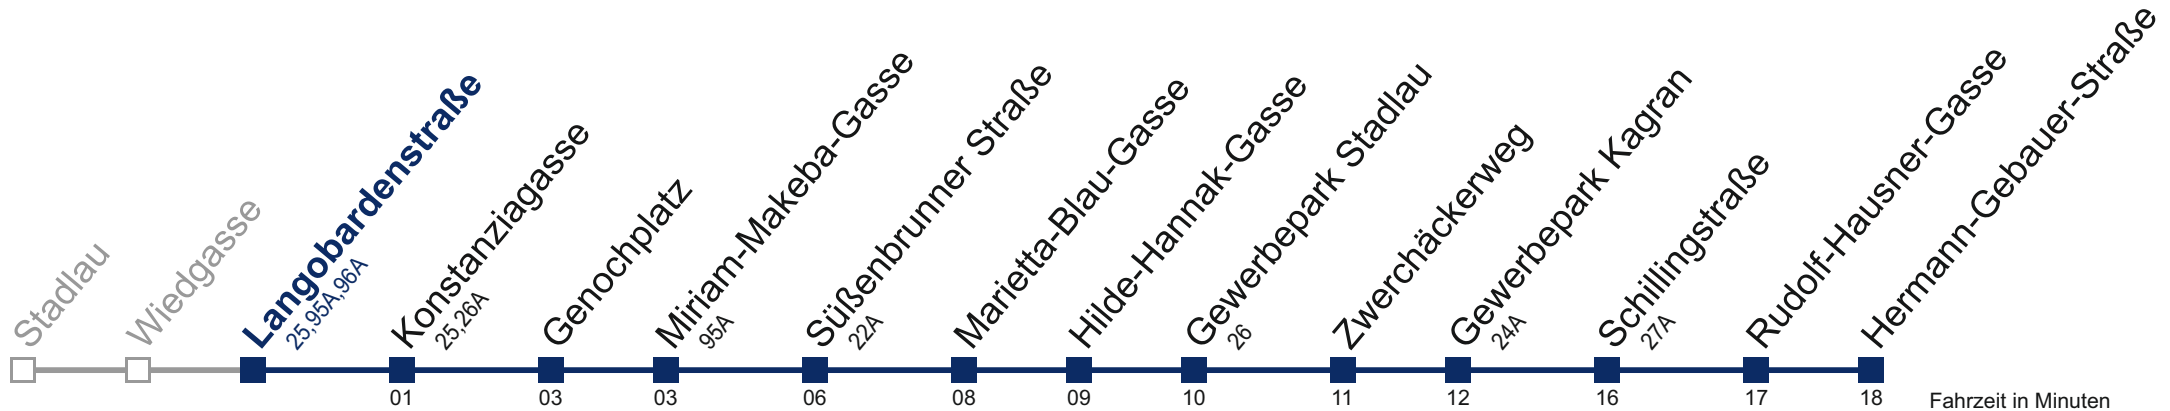 Stadlau
Wiedgasse
Langobardenstraße
25,95A,96A
Konstanziagasse
25,26A
Genochplatz
Miriam-Makeba-Gasse
95A
Süßenbrunner Straße
22A
Marietta-Blau-Gasse
Hilde-Hannak-Gasse
Gewerbepark Stadlau
26
Zwerchäckerweg
Gewerbepark Kagran
24A
Schillingstraße
27A
Rudolf-Hausner-Gasse
Hermann-Gebauer-Straße
01 03 03 06 08 09 10 11 12 16 17 18 Fahrzeit in Minuten